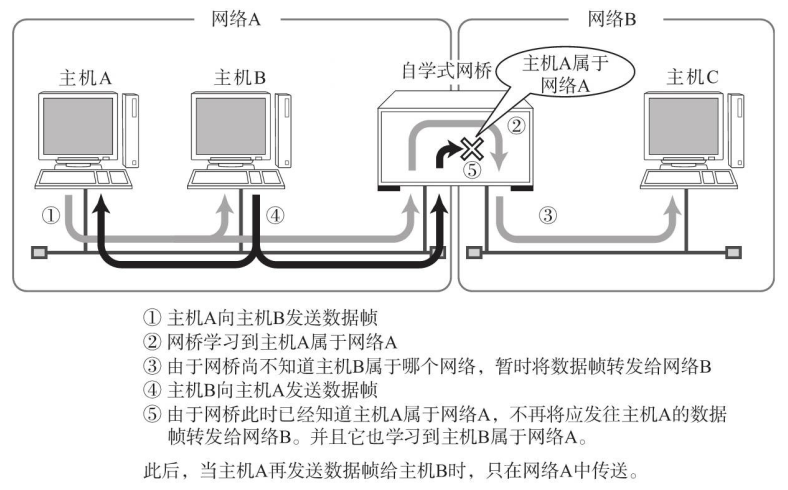 网络A
网络B
主机A
主机B
自学式网桥
主机A属于
网络A
主机C
②
⑤
①
④
③
① 主机A向主机B发送数据帧
② 网桥学习到主机A属于网络A
③ 由于网桥尚不知道主机B属于哪个网络，暂时将数据帧转发给网络B
④ 主机B向主机A发送数据帧
⑤ 由于网桥此时已经知道主机A属于网络A，不再将应发往主机A的数据
帧转发给网络B。并且它也学习到主机B属于网络A。
此后，当主机A再发送数据帧给主机B时，只在网络A中传送。